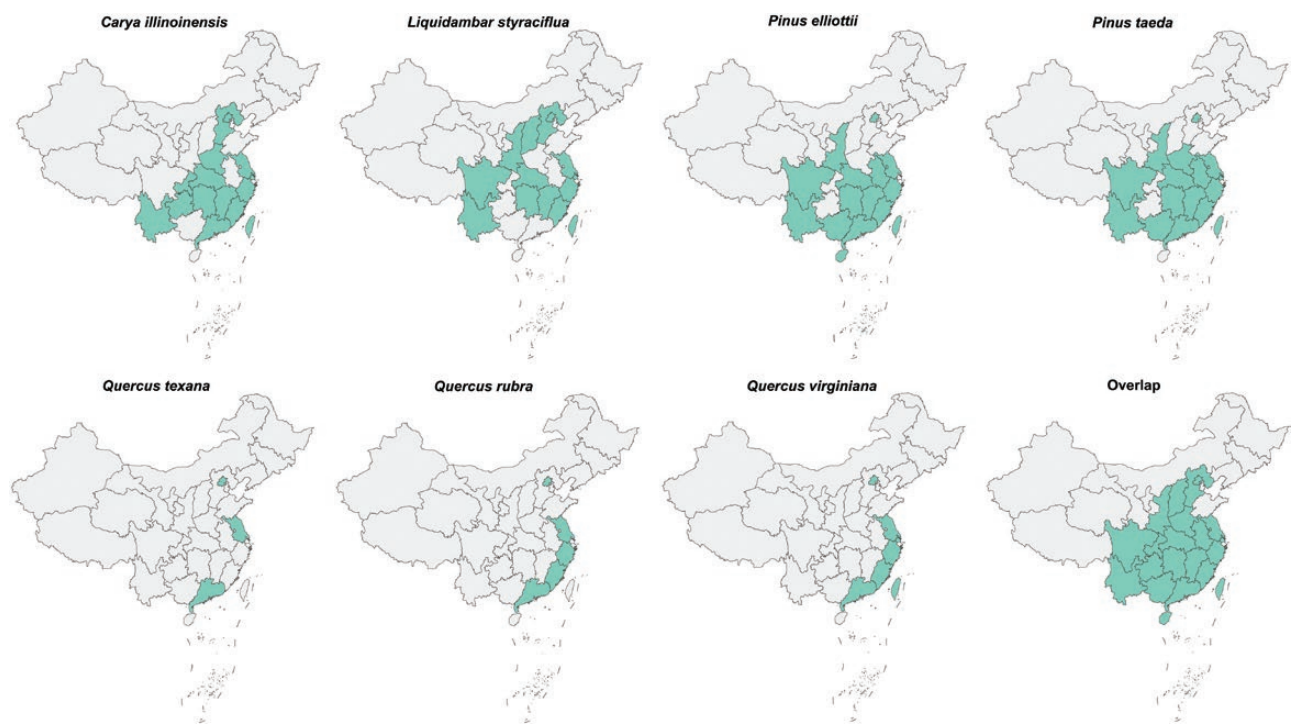 Carya illinoinensis
Liquidambar styraciflua
Pinus elliottii
Pinus taeda
Quercus texana
Quercus rubra
Quercus virginiana
Overlap